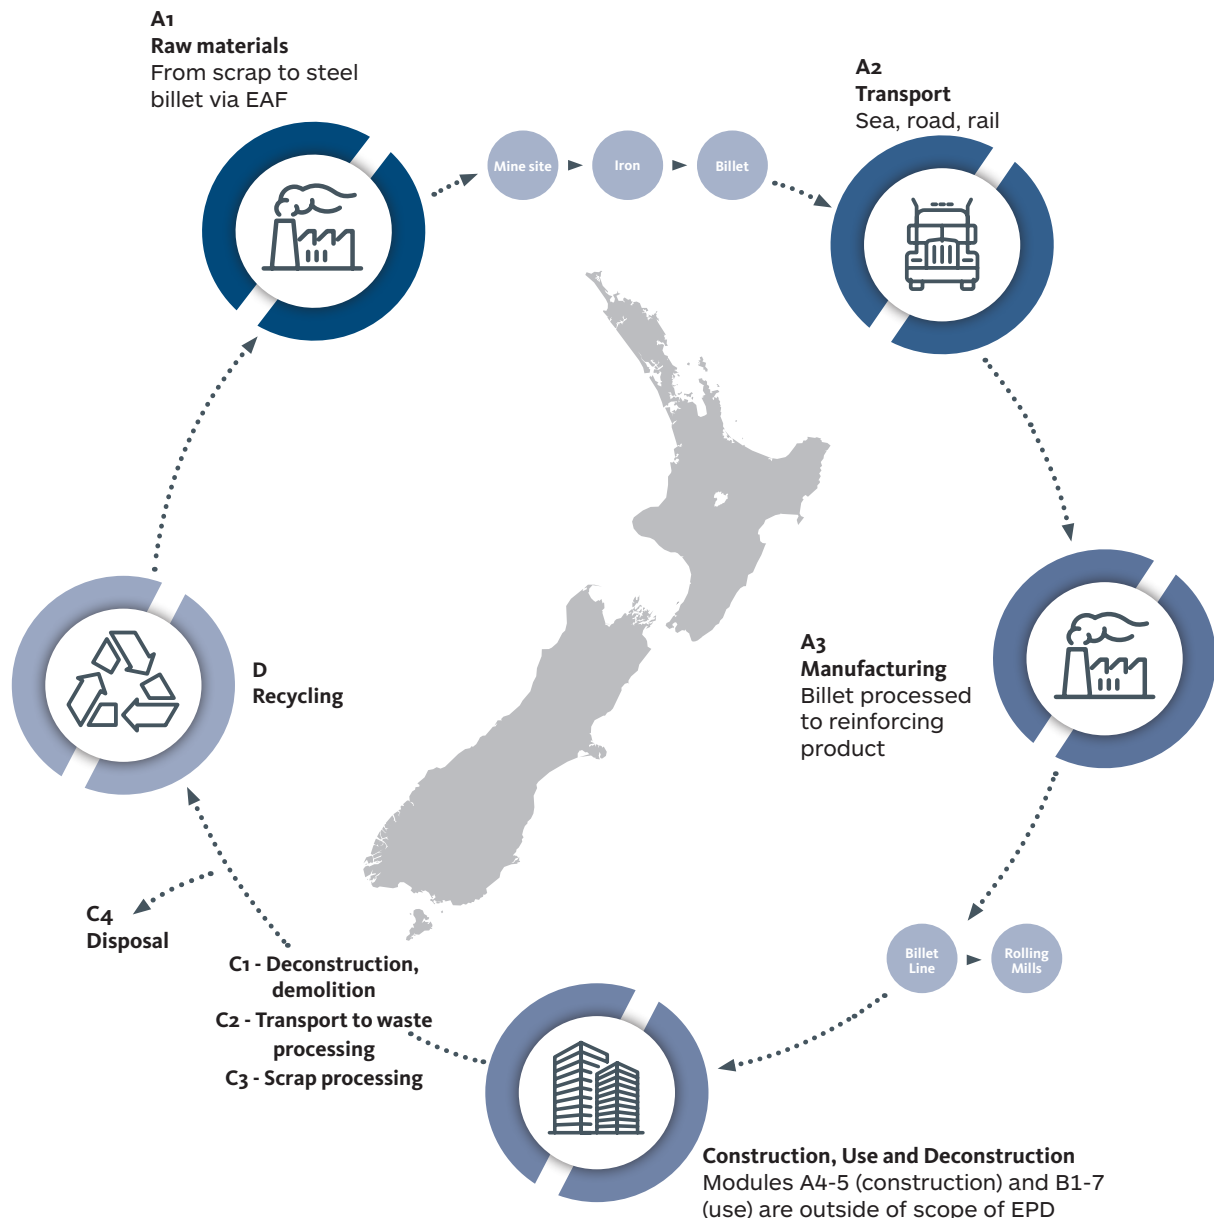 A1
Raw materials
From scrap to steel
billet via EAF
A2
Transport
Sea, road, rail
Mine site
Iron
Billet
A3
Manufacturing
Billet processed
to reinforcing
product
D
Recycling
C4
Disposal
Billet
Line
Rolling
Mills
C1 - Deconstruction,
demolition
C2 - Transport to waste
processing
C3 - Scrap processing
Construction, Use and Deconstruction
Modules A4-5 (construction) and B1-7
(use) are outside of scope of EPD